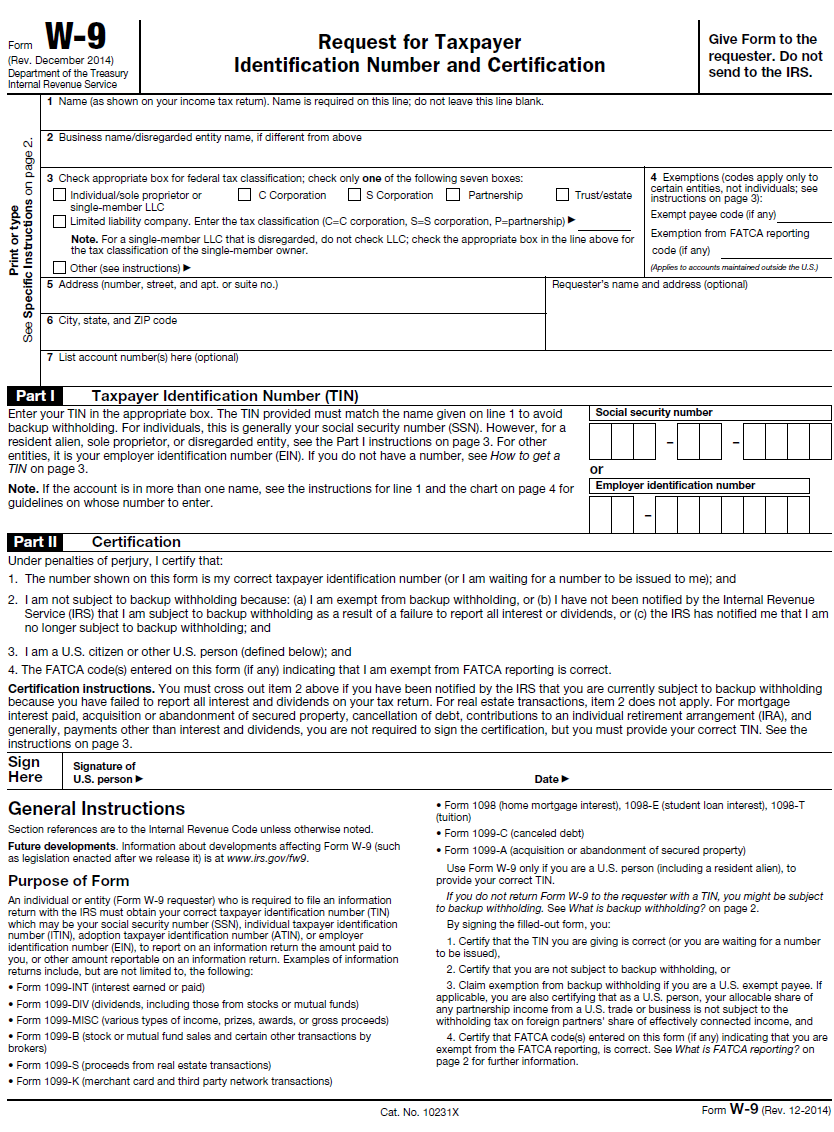 Form W-9
(Rev. December 2014)
Department of the Treasury
Internal Revenue Service
Request for Taxpayer
Identification Number and Certification
Give Form to the
requester. Do not
send to the IRS.
Print or type
See Specific Instructions on page 2.
1 Name (as shown on your income tax return). Name is required on this line; do not leave this line blank.
2 Business name/disregarded entity name, if different from above
3 Check appropriate box for federal tax classification; check only one of the following seven boxes:
Individual/sole proprietor or
single-member LLC
C Corporation
S Corporation
Partnership
Trust/estate
Limited liability company. Enter the tax classification (C=C corporation, S=S corporation, P=partnership) ▶
Note. For a single-member LLC that is disregarded, do not check LLC; check the appropriate box in the line above for
the tax classification of the single-member owner.
Other (see instructions) ▶
4 Exemptions (codes apply only to
certain entities, not individuals; see
instructions on page 3):
Exempt payee code (if any)
Exemption from FATCA reporting
code (if any)
(Applies to accounts maintained outside the U.S.)
5 Address (number, street, and apt. or suite no.)
Requester's name and address (optional)
6 City, state, and ZIP code
7 List account number(s) here (optional)
Part I Taxpayer Identification Number (TIN)
Enter your TIN in the appropriate box. The TIN provided must match the name given on line 1 to avoid
backup withholding. For individuals, this is generally your social security number (SSN). However, for a
resident alien, sole proprietor, or disregarded entity, see the Part I instructions on page 3. For other
entities, it is your employer identification number (EIN). If you do not have a number, see How to get a
TIN on page 3.
Note. If the account is in more than one name, see the instructions for line 1 and the chart on page 4 for
guidelines on whose number to enter.
Social security number
– –
or
Employer identification number
–
Part II Certification
Under penalties of perjury, I certify that:
1. The number shown on this form is my correct taxpayer identification number (or I am waiting for a number to be issued to me); and
2. I am not subject to backup withholding because: (a) I am exempt from backup withholding, or (b) I have not been notified by the Internal Revenue
Service (IRS) that I am subject to backup withholding as a result of a failure to report all interest or dividends, or (c) the IRS has notified me that I am
no longer subject to backup withholding; and
3. I am a U.S. citizen or other U.S. person (defined below); and
4. The FATCA code(s) entered on this form (if any) indicating that I am exempt from FATCA reporting is correct.
Certification instructions. You must cross out item 2 above if you have been notified by the IRS that you are currently subject to backup withholding
because you have failed to report all interest and dividends on your tax return. For real estate transactions, item 2 does not apply. For mortgage
interest paid, acquisition or abandonment of secured property, cancellation of debt, contributions to an individual retirement arrangement (IRA), and
generally, payments other than interest and dividends, you are not required to sign the certification, but you must provide your correct TIN. See the
instructions on page 3.
Sign
Here
Signature of
U.S. person ▶
Date ▶
General Instructions
Section references are to the Internal Revenue Code unless otherwise noted.
Future developments. Information about developments affecting Form W-9 (such
as legislation enacted after we release it) is at www.irs.gov/fw9.
Purpose of Form
An individual or entity (Form W-9 requester) who is required to file an information
return with the IRS must obtain your correct taxpayer identification number (TIN)
which may be your social security number (SSN), individual taxpayer identification
number (ITIN), adoption taxpayer identification number (ATIN), or employer
identification number (EIN), to report on an information return the amount paid to
you, or other amount reportable on an information return. Examples of information
returns include, but are not limited to, the following:
• Form 1099-INT (interest earned or paid)
• Form 1099-DIV (dividends, including those from stocks or mutual funds)
• Form 1099-MISC (various types of income, prizes, awards, or gross proceeds)
• Form 1099-B (stock or mutual fund sales and certain other transactions by
brokers)
• Form 1099-S (proceeds from real estate transactions)
• Form 1099-K (merchant card and third party network transactions)
• Form 1098 (home mortgage interest), 1098-E (student loan interest), 1098-T
(tuition)
• Form 1099-C (canceled debt)
• Form 1099-A (acquisition or abandonment of secured property)
Use Form W-9 only if you are a U.S. person (including a resident alien), to
provide your correct TIN.
If you do not return Form W-9 to the requester with a TIN, you might be subject
to backup withholding. See What is backup withholding? on page 2.
By signing the filled-out form, you:
1. Certify that the TIN you are giving is correct (or you are waiting for a number
to be issued),
2. Certify that you are not subject to backup withholding, or
3. Claim exemption from backup withholding if you are a U.S. exempt payee. If
applicable, you are also certifying that as a U.S. person, your allocable share of
any partnership income from a U.S. trade or business is not subject to the
withholding tax on foreign partners' share of effectively connected income, and
4. Certify that FATCA code(s) entered on this form (if any) indicating that you are
exempt from the FATCA reporting, is correct. See What is FATCA reporting? on
page 2 for further information.
Cat. No. 10231X
Form W-9 (Rev. 12-2014)